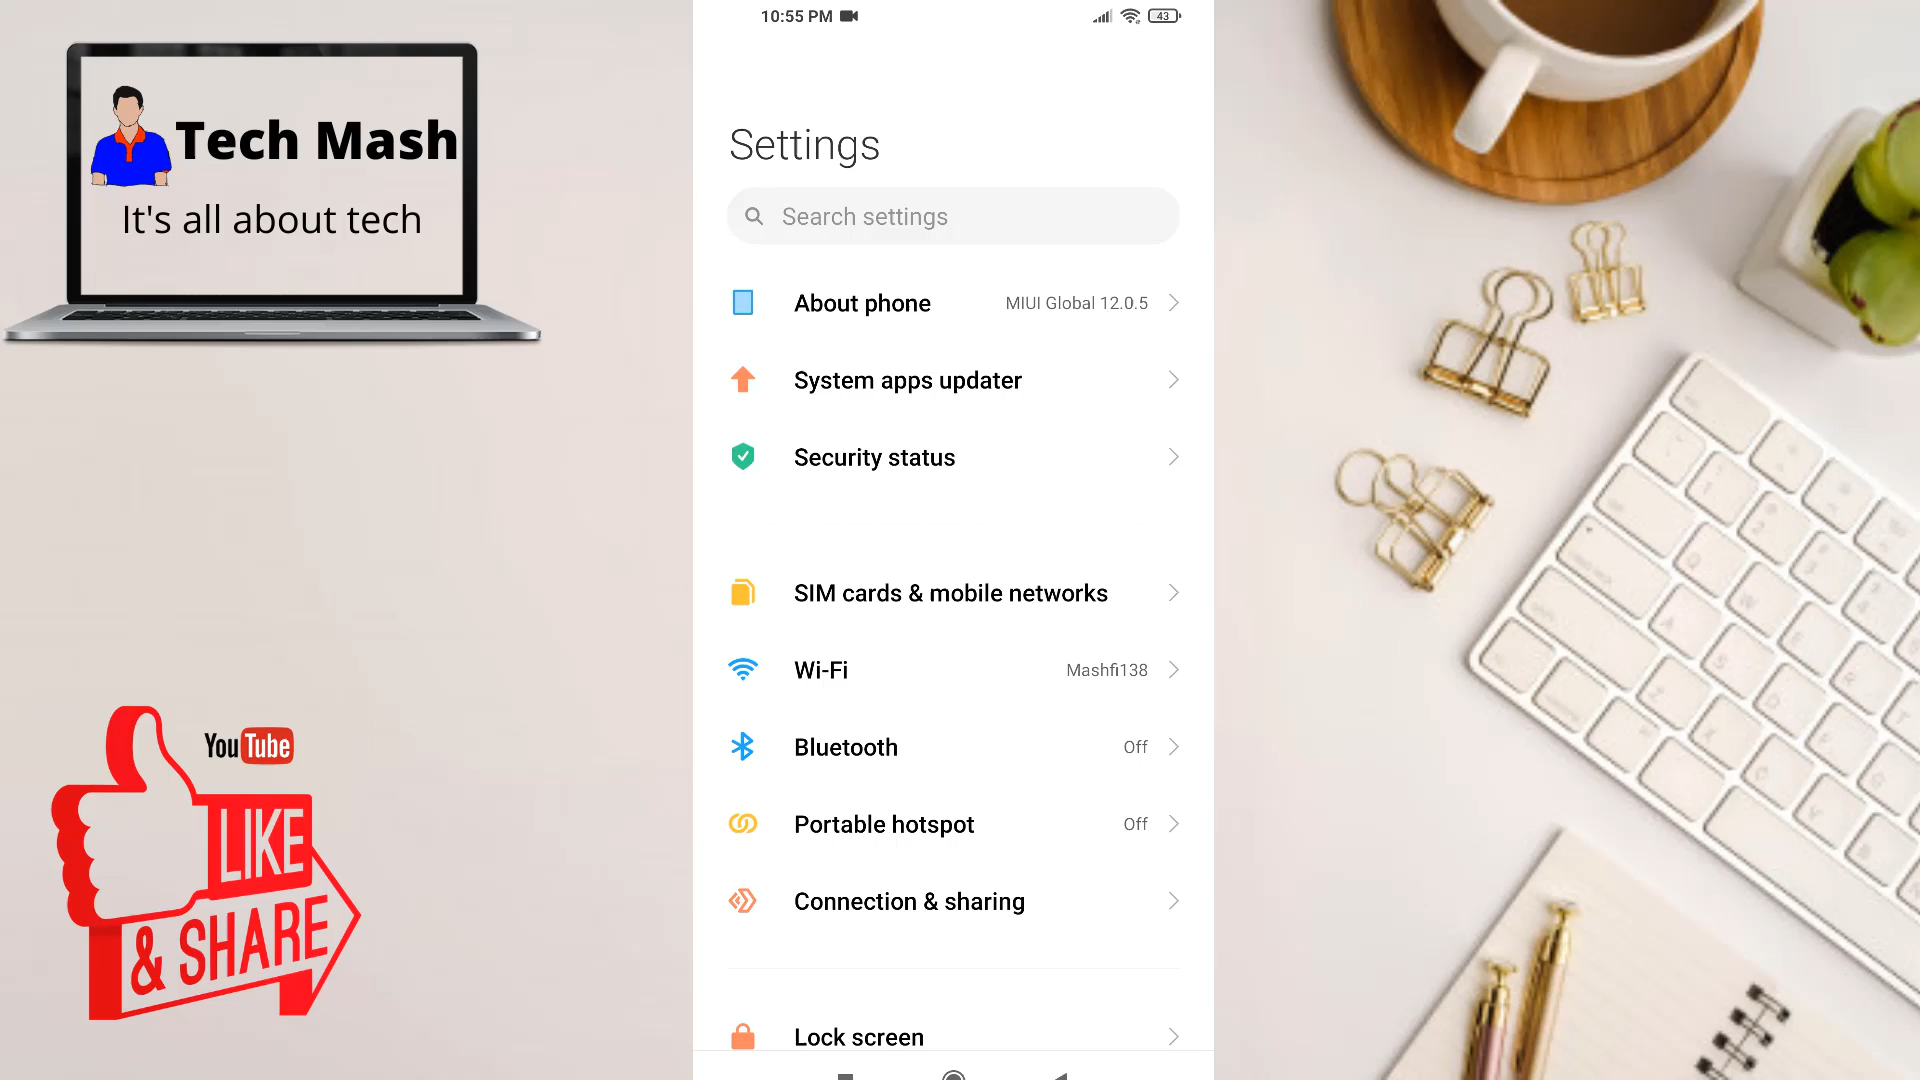 Tech Mash
It's all about tech
YouTube
LIKE
& SHARE
10:55 PM
43
Settings
Search settings
About phone MIUI Global 12.0.5
System apps updater
Security status
SIM cards & mobile networks
Wi-Fi Mashfi138
Bluetooth Off
Portable hotspot Off
Connection & sharing
Lock screen